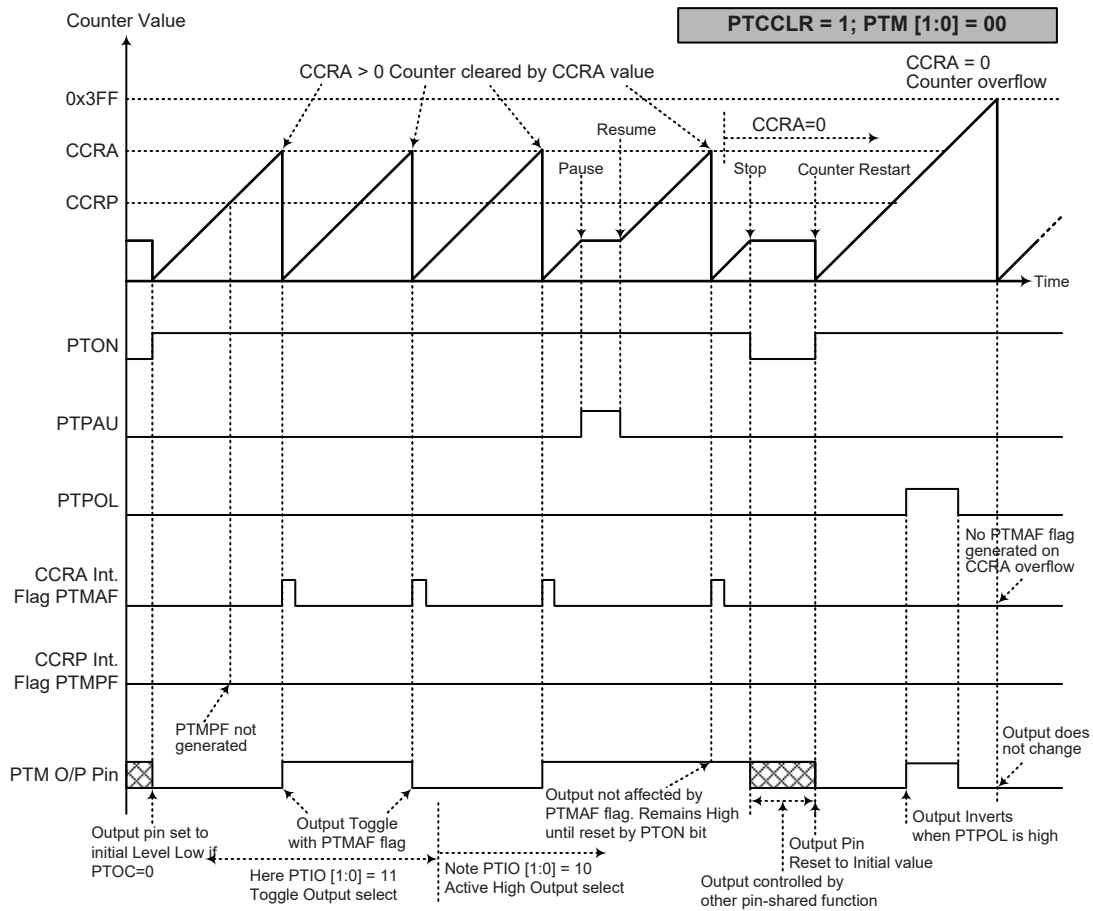 Counter Value
PTCCLR = 1; PTM [1:0] = 00
CCRA > 0 Counter cleared by CCRA value
CCRA = 0
Counter overflow
0x3FF
CCRA=0
Resume
CCRA
Pause
Stop
Counter Restart
CCRP
Time
PTON
PTPAU
PTPOL
No PTMAF flag
generated on
CCRA overflow
CCRA Int.
Flag PTMAF
CCRP Int.
Flag PTMPF
PTMPF not
generated
Output does
not change
PTM O/P Pin
Output pin set to
initial Level Low if
PTOC=0
Output Toggle
with PTMAF flag
Here PTIO [1:0] = 11
Toggle Output select
Output not affected by
PTMAF flag. Remains High
until reset by PTON bit
Note PTIO [1:0] = 10
Active High Output select
Output Pin
Reset to Initial value
Output controlled by
other pin-shared function
Output Inverts
when PTPOL is high